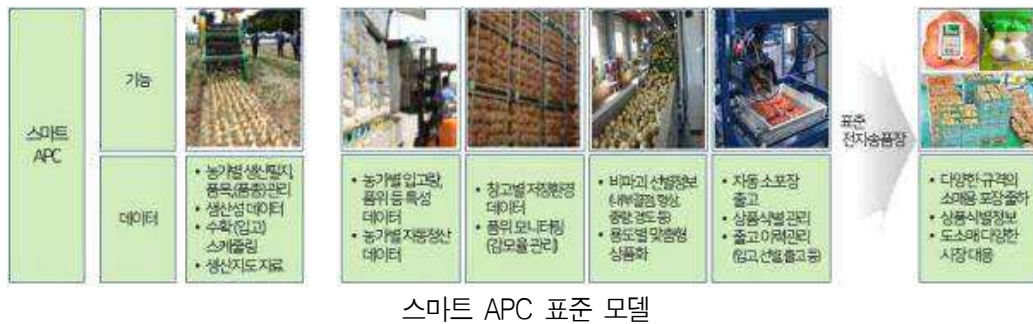 스마트
APC
기능
데이터
• 농가별 생산필지,
품목(품종)관리
• 생산성 데이터
• 수확(입고)
스케줄링
• 생산지도 자료
• 농가별 입고량,
품위 등 특성
데이터
• 농가별 자동정산
데이터
• 창고별 저장환경
데이터
• 품위 모니터링
(감모율 관리)
• 비파괴 선별정보
(내부결점, 형상,
중량, 경도 등)
• 용도별 맞춤형
상품화
• 자동 소포장
출고
• 상품식별 관리
• 출고 이력관리
(입고, 선별, 출고 등)
표준
전자송품장
• 다양한 규격의
소매용 포장 출하
• 상품식별정보
• 도소매 다양한
시장 대응
스마트 APC 표준 모델